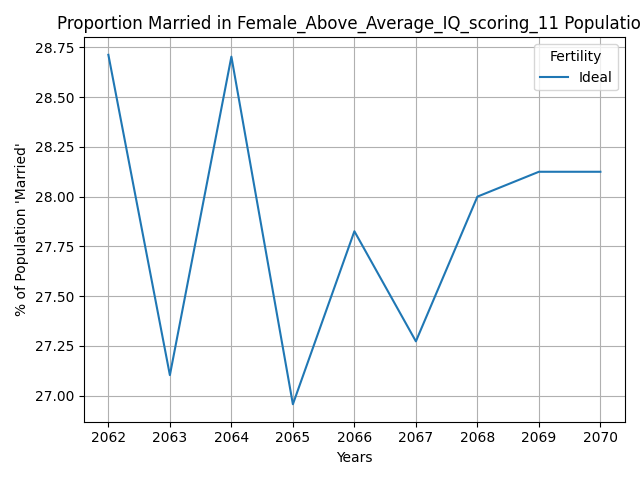 Proportion Married in Female_Above_Average_IQ_scoring_11 Populatio
Fertility
Ideal
% of Population 'Married'
28.75
28.50
28.25
28.00
27.75
27.50
27.25
27.00
2062 2063 2064 2065 2066 2067 2068 2069 2070
Years